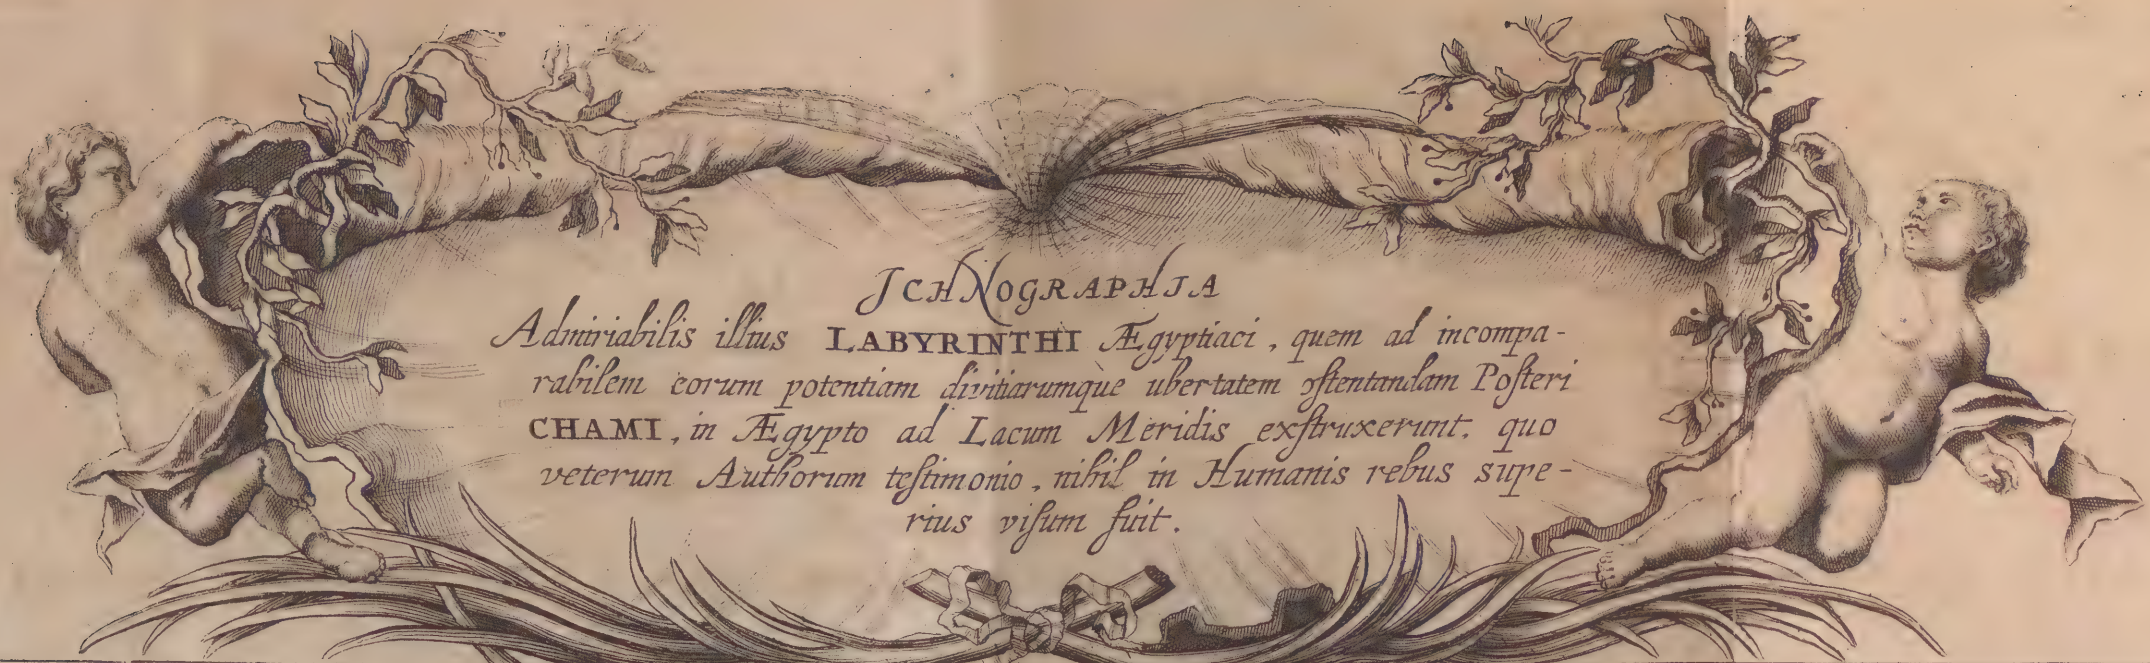 ICHNOGRAPHIA
Admiriabilis illius LABYRINTHI Ægyptiaci, quem ad incompa-
rabilem eorum potentiam divitiarumquè ubertatem oſtentandam Poſteri
CHAMI, in Ægypto ad Lacum Meridis exſtruxerunt. quo
veterum Authorum teſtimonio, nihil in Humanis rebus supe-
rius viſum fuit.